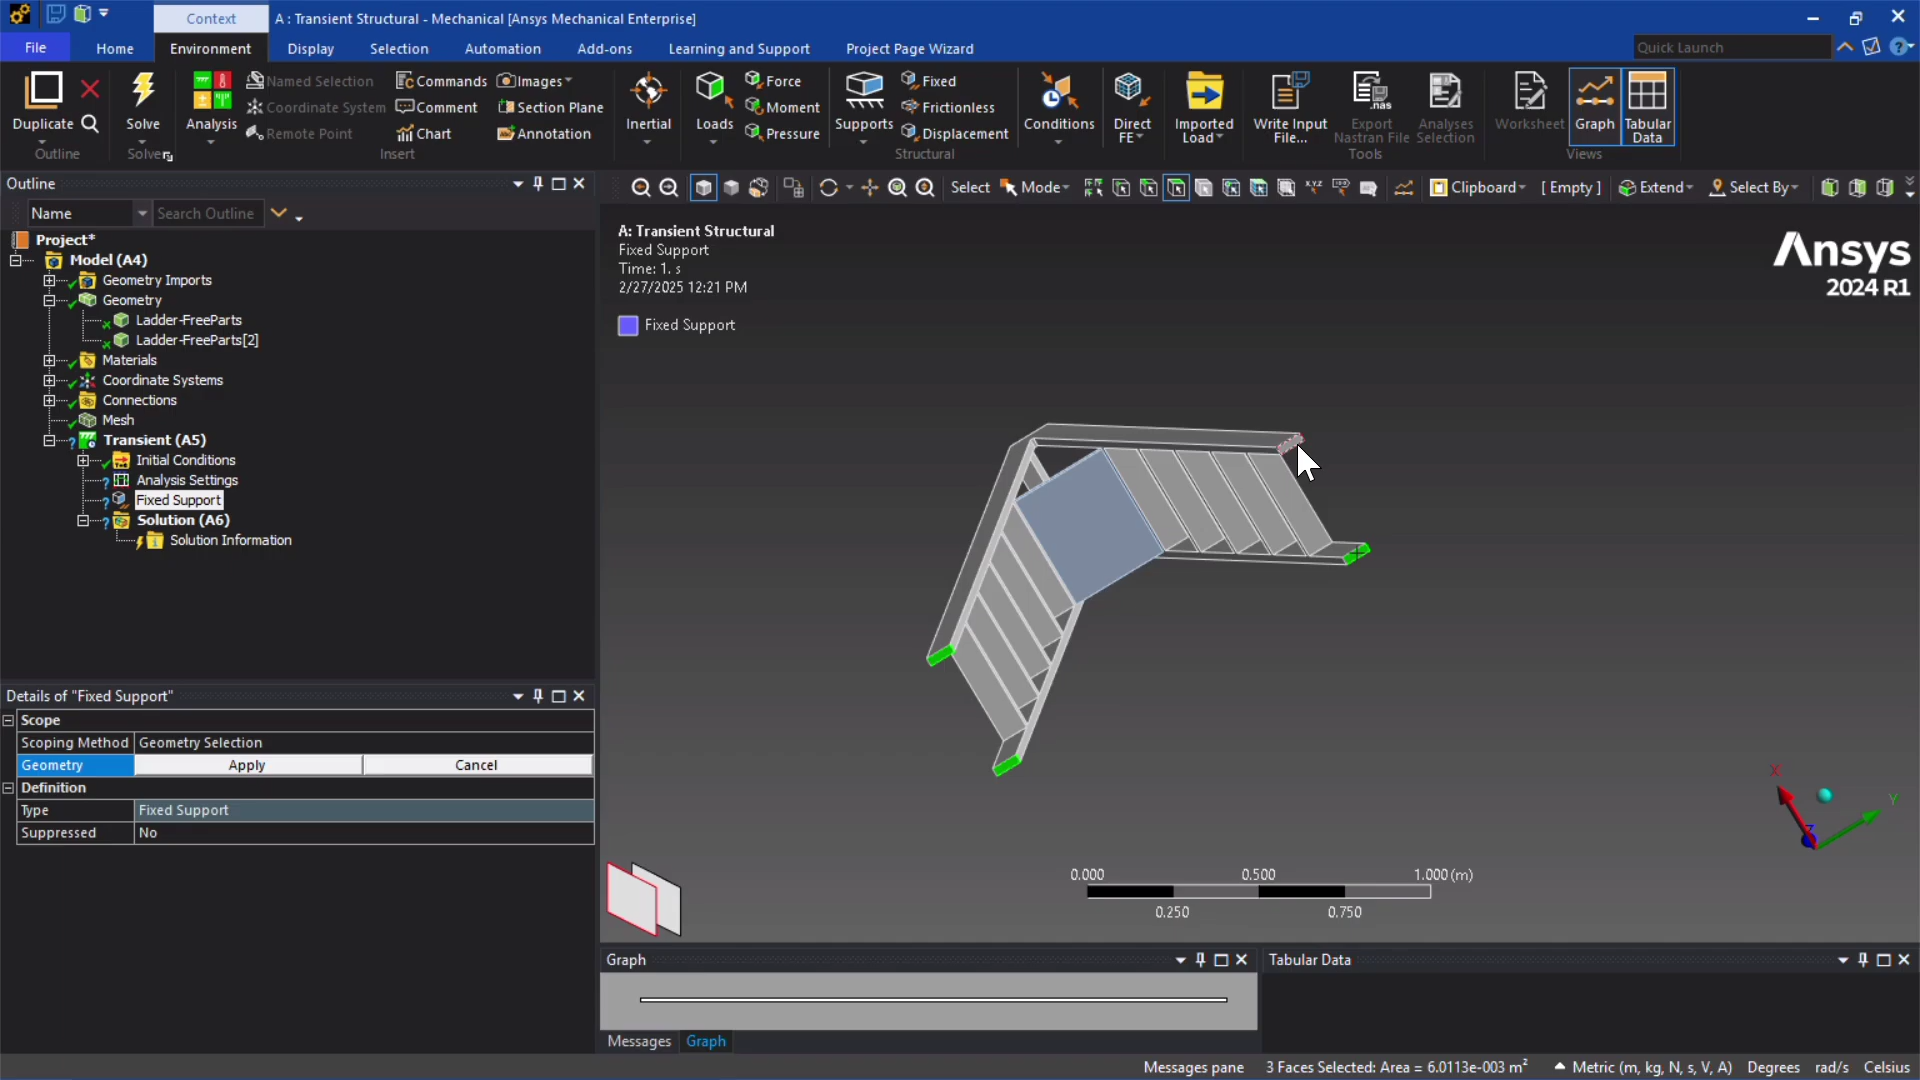 Context
A : Transient Structural - Mechanical [Ansys Mechanical Enterprise]
File
Home
Environment
Display
Selection
Automation
Add-ons
Learning and Support
Project Page Wizard
Quick Launch
Duplicate
Outline
Solve
Solver
Analysis
Named Selection
Coordinate System
Remote Point
Commands
Comment
Chart
Images
Section Plane
Annotation
Insert
Inertial
Loads
Force
Moment
Pressure
Supports
Fixed
Frictionless
Displacement
Structural
Conditions
Direct
FE
Imported
Load
Write Input
File...
.nas
Export
Nastran File
Analyses
Selection
Tools
Worksheet
Graph
Tabular
Data
Views
Outline
Name
Search Outline
Project*
Model (A4)
Geometry Imports
Geometry
Ladder-FreeParts
Ladder-FreeParts[2]
Materials
Coordinate Systems
Connections
Mesh
Transient (A5)
Initial Conditions
Analysis Settings
Fixed Support
Solution (A6)
Solution Information
Select
Mode
Clipboard
[ Empty ]
Extend
Select By
A: Transient Structural
Fixed Support
Time: 1. s
2/27/2025 12:21 PM
Fixed Support
Ansys
2024 R1
X
Y
Z
0.000
0.500
1.000 (m)
0.250
0.750
Details of "Fixed Support"
Scope
Scoping Method
Geometry Selection
Geometry
Apply
Cancel
Definition
Type
Fixed Support
Suppressed
No
Graph
Tabular Data
Messages
Graph
Messages pane
3 Faces Selected: Area = 6.0113e-003 m²
Metric (m, kg, N, s, V, A)
Degrees
rad/s
Celsius